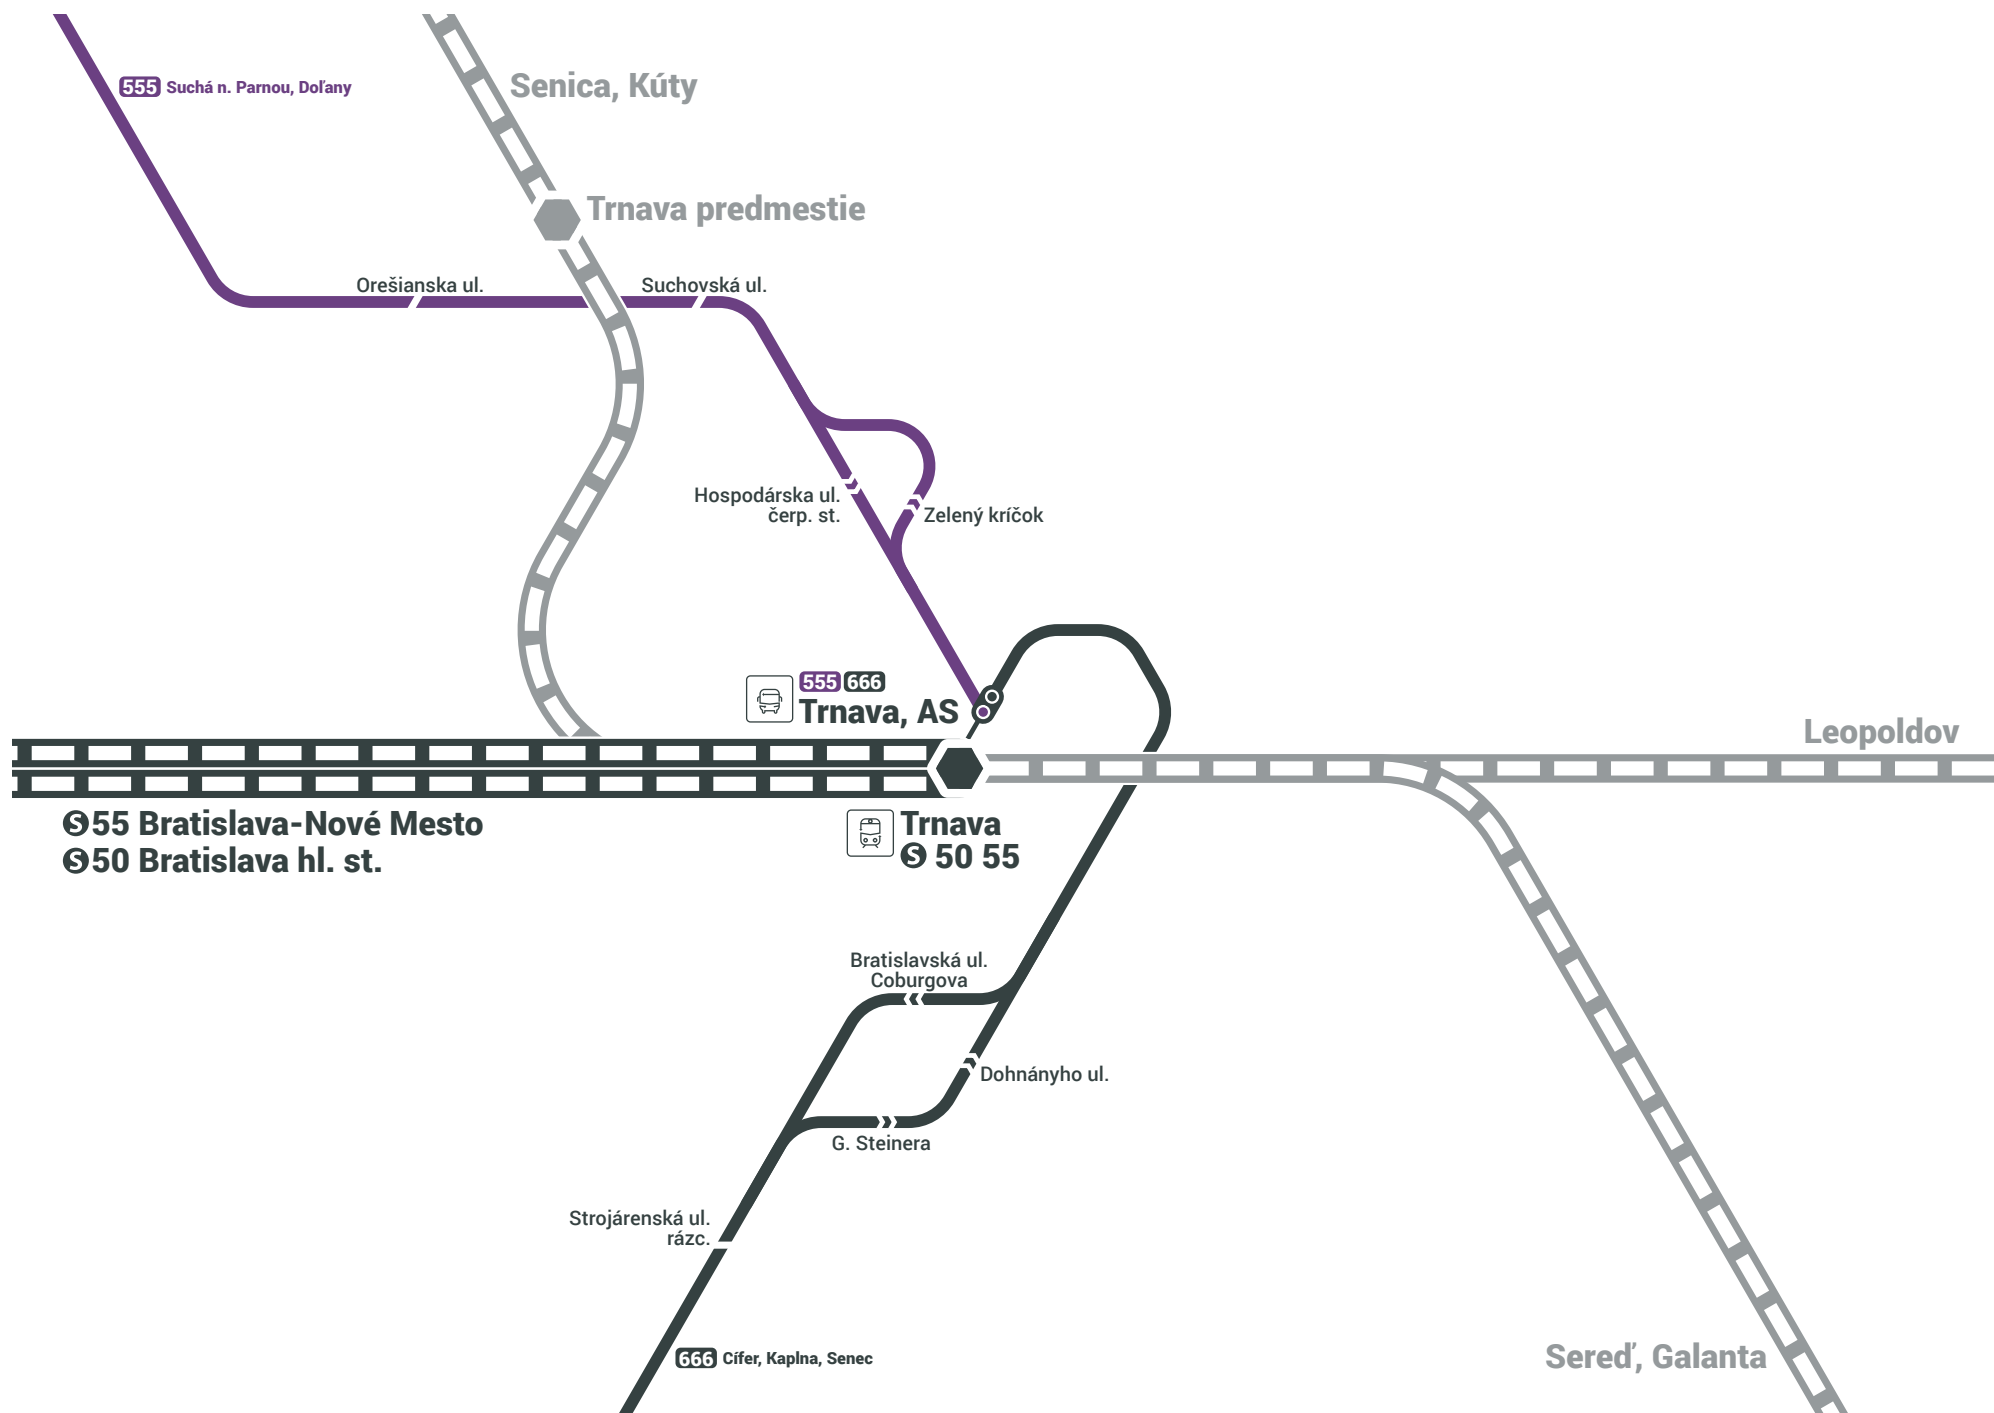 555 Suchá n. Parnou, Doľany
Senica, Kúty
Trnava predmestie
Orešianska ul.
Suchovská ul.
Hospodárska ul.
čerp. st.
Zelený kríčok
555 666
Trnava, AS
Leopoldov
S 55 Bratislava-Nové Mesto
S 50 Bratislava hl. st.
Trnava
S 50 55
Bratislavská ul.
Coburgova
Dohnányho ul.
G. Steinera
Strojárenská ul.
rázc.
666 Cífer, Kaplna, Senec
Sereď, Galanta